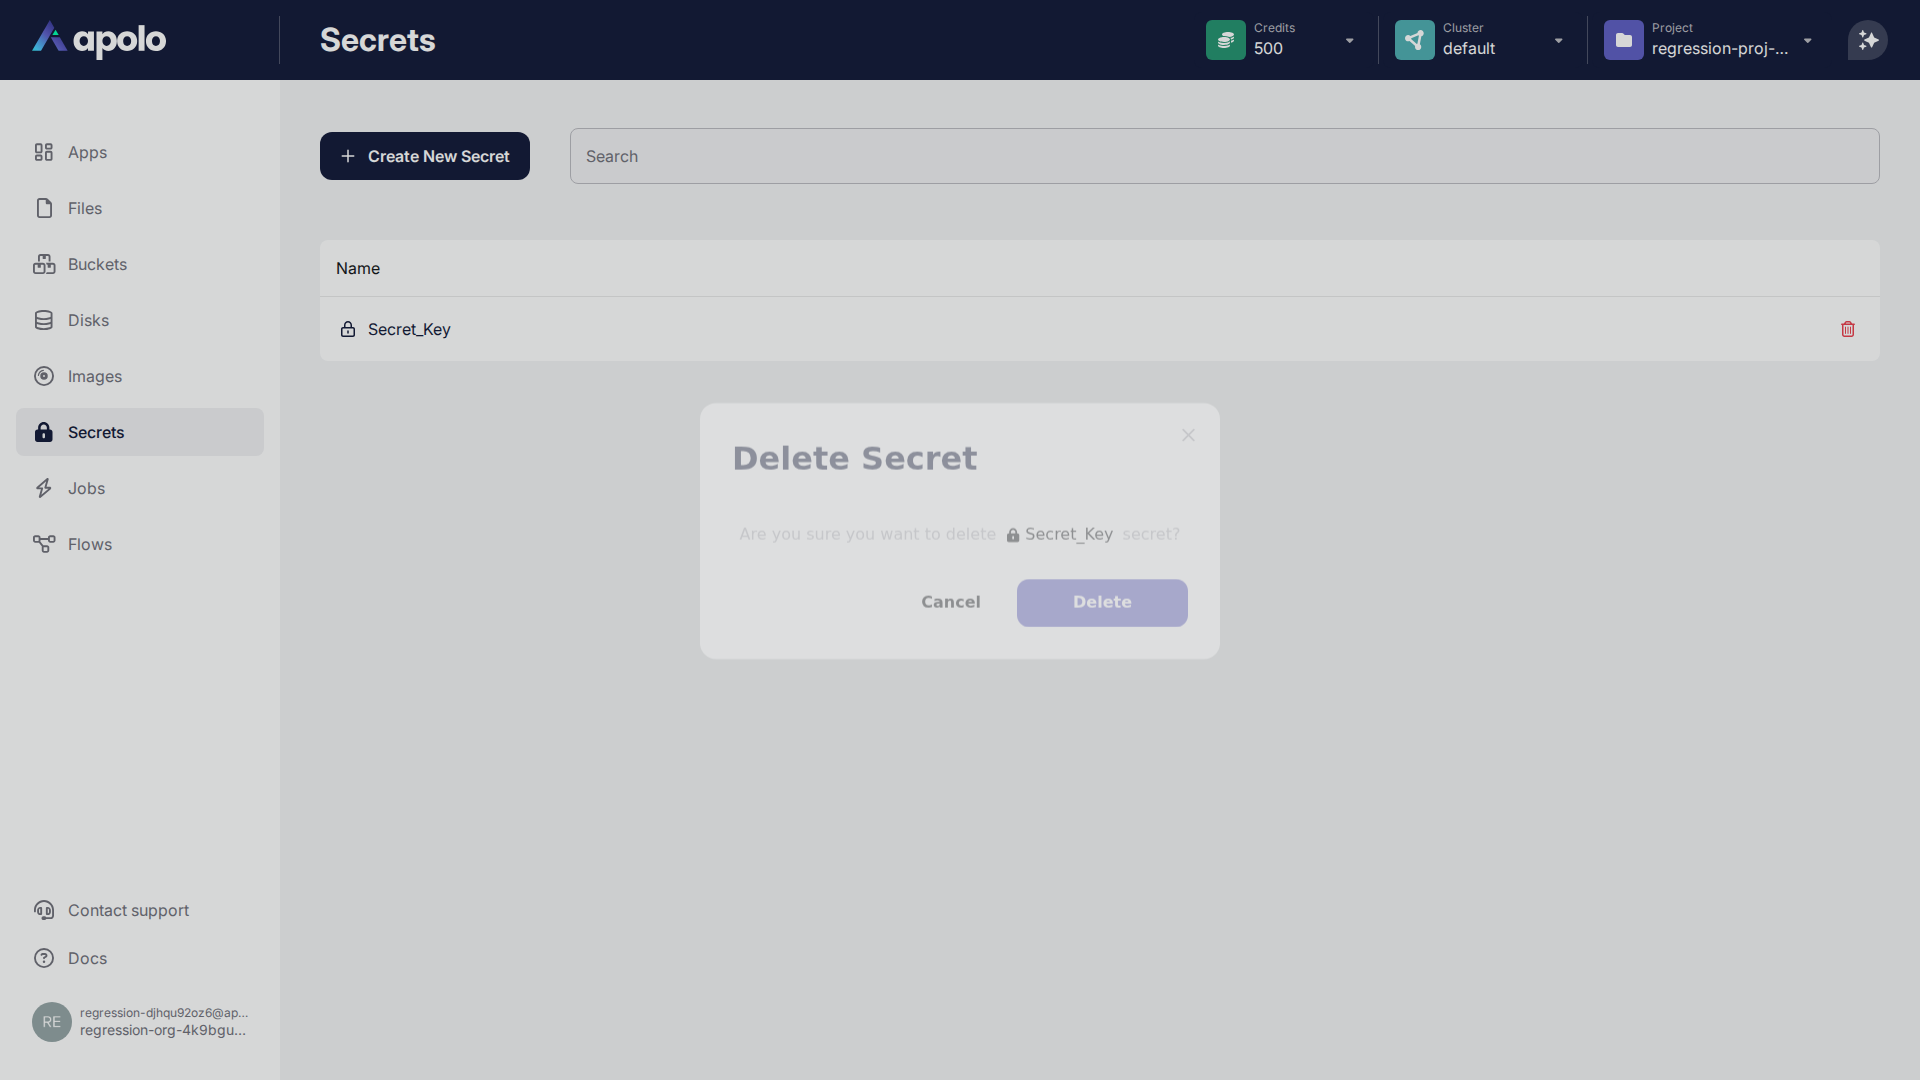 apolo
Secrets
Credits
500
Cluster
default
Project
regression-proj-...
Apps
Files
Buckets
Disks
Images
Secrets
Jobs
Flows
Create New Secret
Search
Name
Secret_Key
Delete Secret
Are you sure you want to delete Secret_Key secret?
Cancel
Delete
Contact support
Docs
RE
regression-djhqu92oz6@ap...
regression-org-4k9bgu...